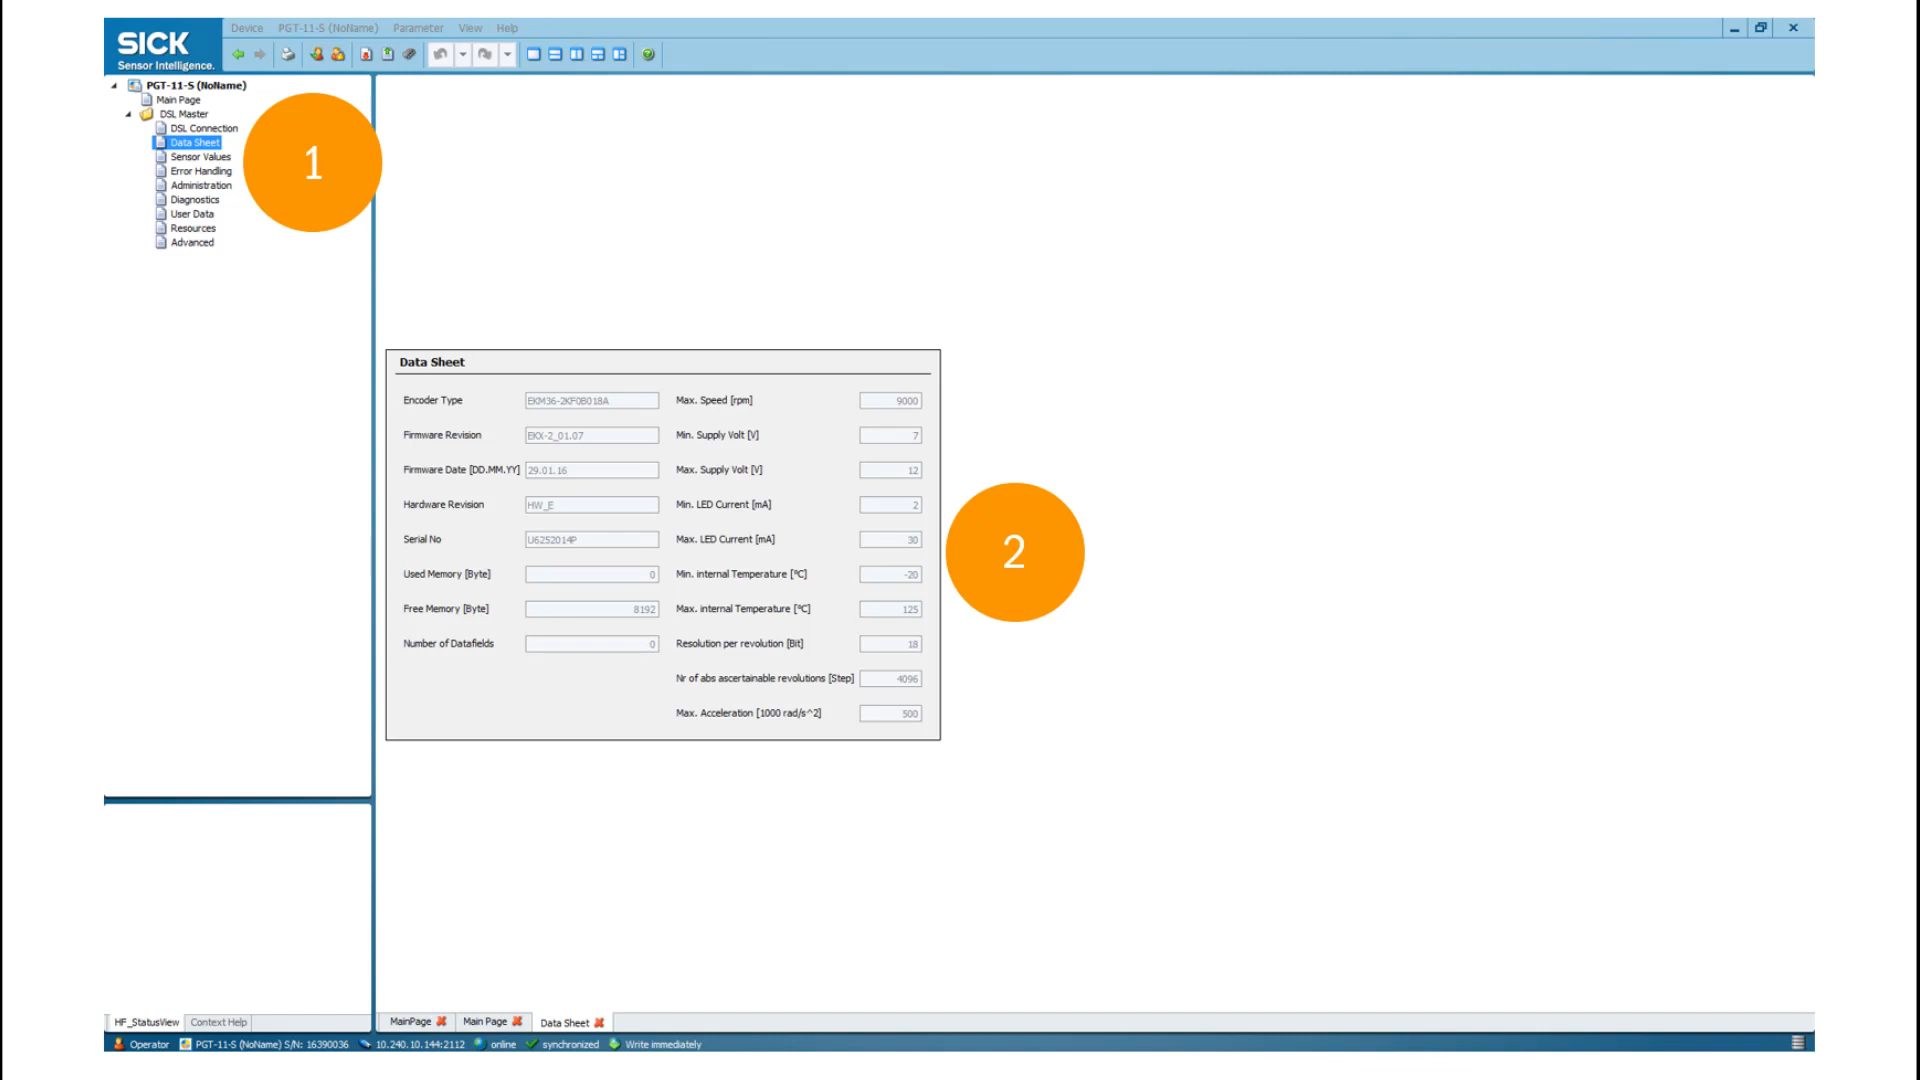 SICK
Sensor Intelligence.
Device PGT-11-S (NoName) Parameter View Help
PGT-11-S (NoName)
Main Page
DSL Master
DSL Connection
Data Sheet
Sensor Values
Error Handling
Administration
Diagnostics
User Data
Resources
Advanced
1
Data Sheet
Encoder Type EKM36-2KF0B018A Max. Speed [rpm] 9000
Firmware Revision EKX-2_01.07 Min. Supply Volt [V] 7
Firmware Date [DD.MM.YY] 29.01.16 Max. Supply Volt [V] 12
Hardware Revision HW_E Min. LED Current [mA] 2
Serial No U6252014P Max. LED Current [mA] 30
Used Memory [Byte] 0 Min. internal Temperature [°C] -20
Free Memory [Byte] 8192 Max. internal Temperature [°C] 125
Number of Datafields 0 Resolution per revolution [Bit] 18
Nr of abs ascertainable revolutions [Step] 4096
Max. Acceleration [1000 rad/s^2] 500
2
HF_StatusView Context Help MainPage Main Page Data Sheet
Operator PGT-11-S (NoName) S/N: 16390036 10.240.10.144:2112 online synchronized Write immediately